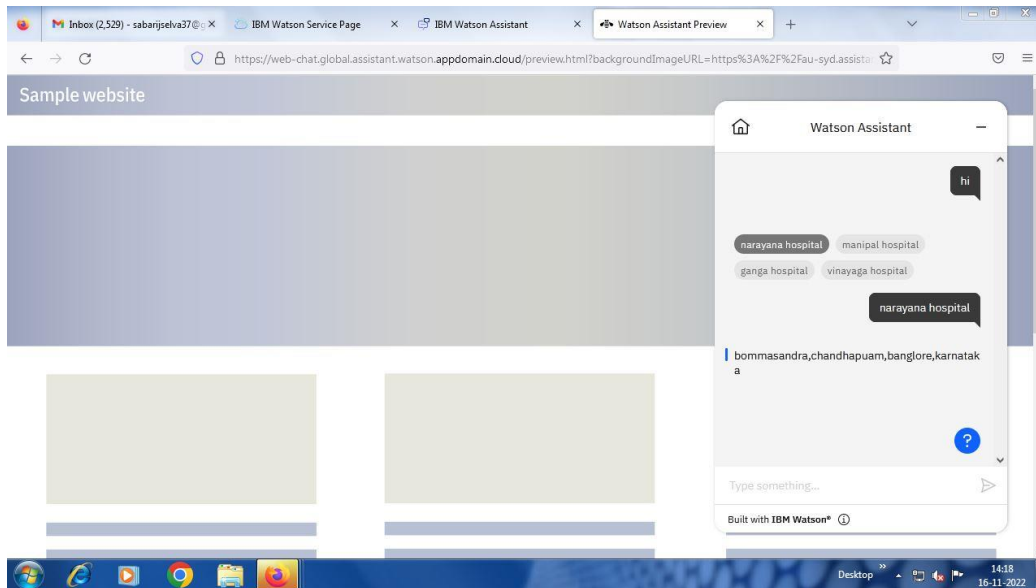 Inbox (2,529) - sabarijselva37@g
IBM Watson Service Page
IBM Watson Assistant
Watson Assistant Preview
https://web-chat.global.assistant.watson.appdomain.cloud/preview.html?backgroundImageURL=https%3A%2F%2Fau-syd.assista
Sample website
Watson Assistant
hi
narayana hospital manipal hospital
ganga hospital vinayaga hospital
narayana hospital
bommasandra,chandhapuam,banglore,karnatak
a
?
Type something...
Built with IBM Watson®
Desktop
14:18
16-11-2022